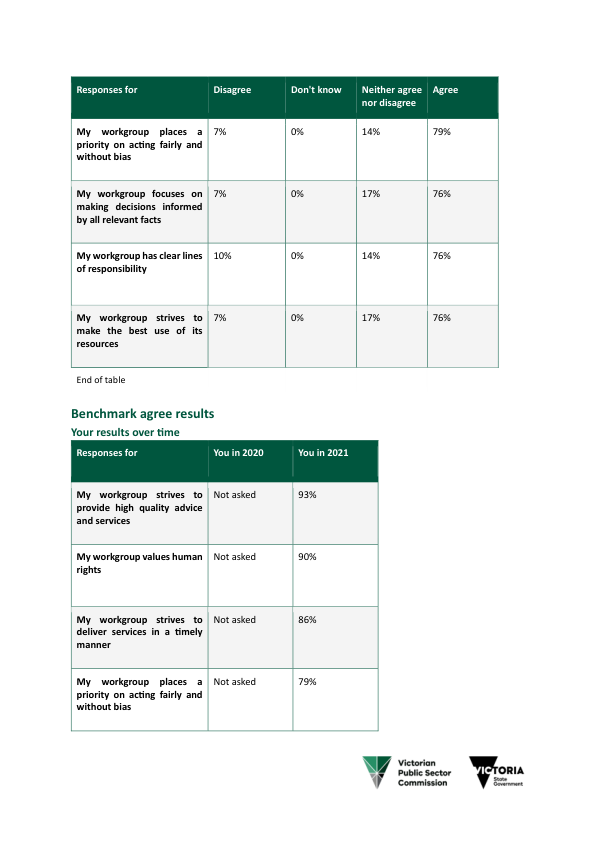 Responses for Disagree Don't know Neither agree nor disagree Agree
My workgroup places a priority on acting fairly and without bias 7% 0% 14% 79%
My workgroup focuses on making decisions informed by all relevant facts 7% 0% 17% 76%
My workgroup has clear lines of responsibility 10% 0% 14% 76%
My workgroup strives to make the best use of its resources 7% 0% 17% 76%
End of table
Benchmark agree results
Your results over time
Responses for You in 2020 You in 2021
My workgroup strives to provide high quality advice and services Not asked 93%
My workgroup values human rights Not asked 90%
My workgroup strives to deliver services in a timely manner Not asked 86%
My workgroup places a priority on acting fairly and without bias Not asked 79%
Victorian
Public Sector
Commission
VICTORIA
State
Government